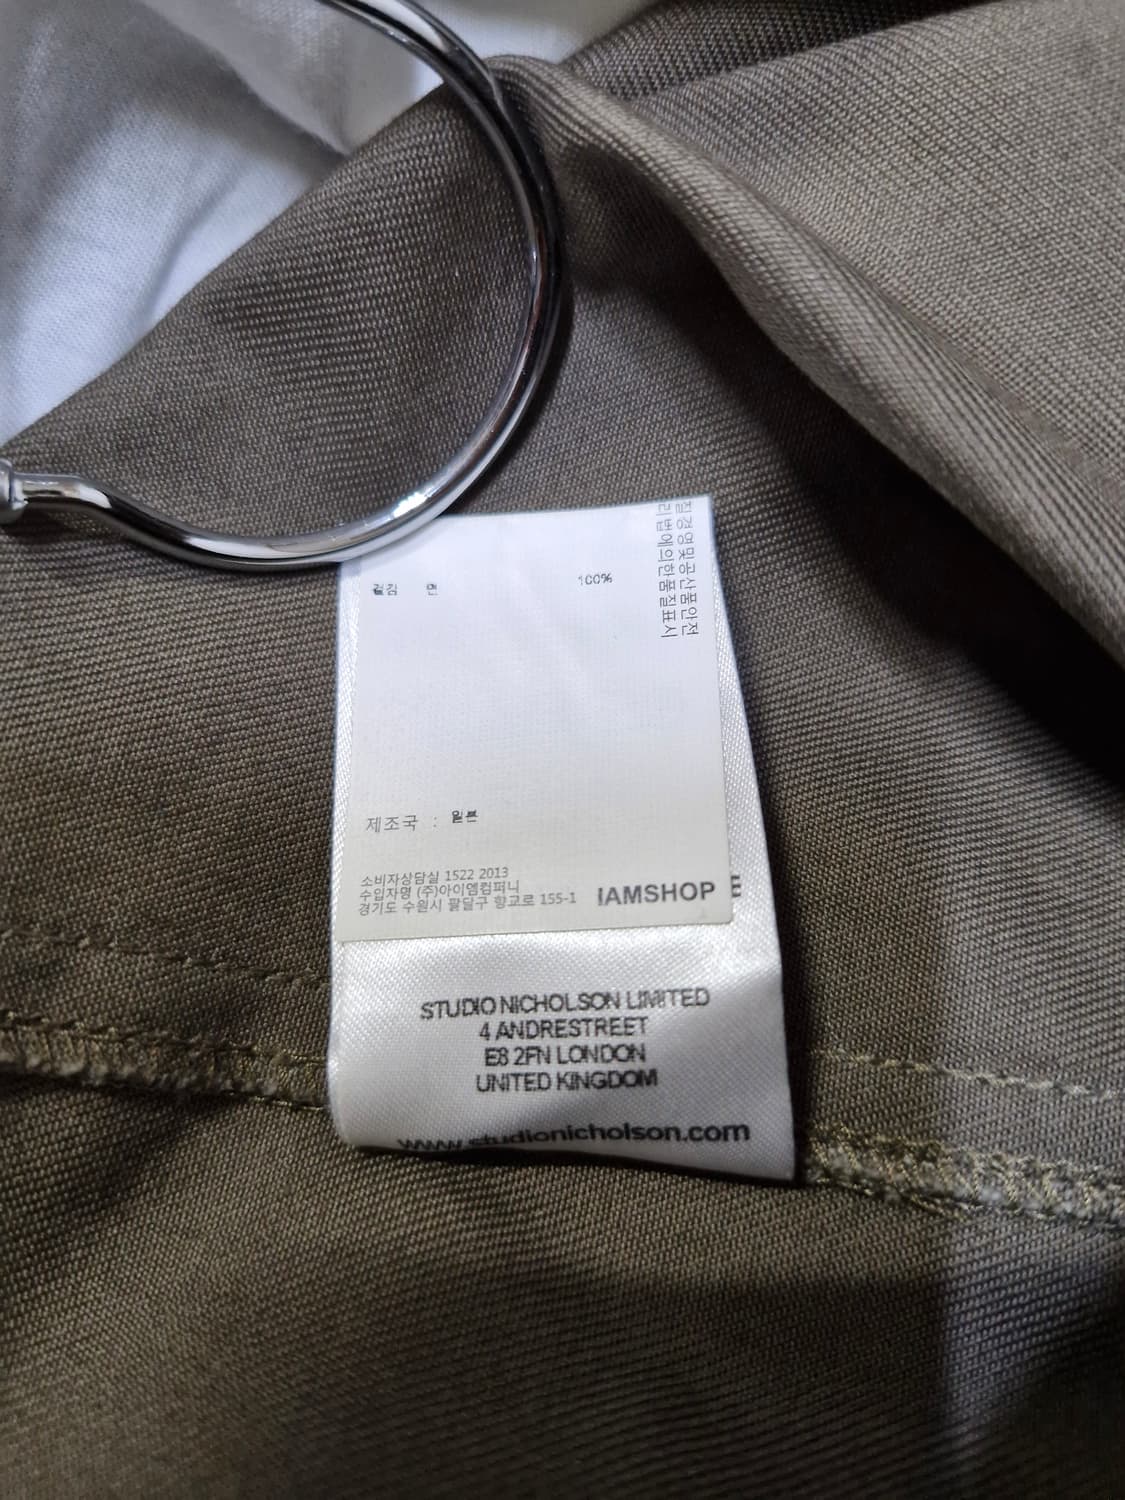 겉감 면 100%
품질경영및공산품안전
관리법에의한품질표시
제조국 : 일본
소비자상담실 1522 2013
수입자명 (주)아이엠컴퍼니
경기도 수원시 팔달구 향교로 155-1
IAMSHOP
E
STUDIO NICHOLSON LIMITED
4 ANDRESTREET
E8 2FN LONDON
UNITED KINGDOM
www.studionicholson.com